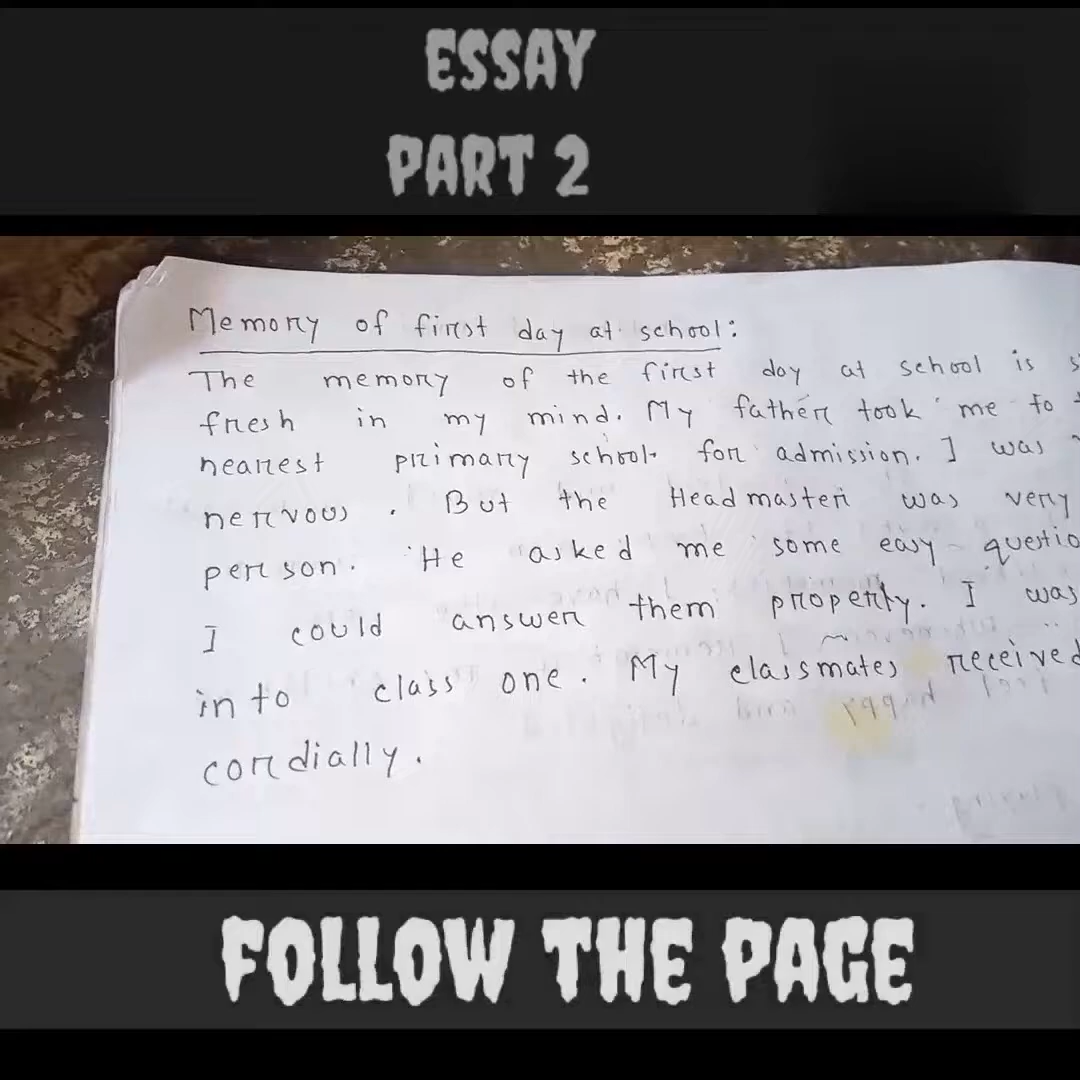 ESSAY
PART 2
Memory of first day at school:
The memory of the first day at school is
fresh in my mind. My father took me to
nearest primary school for admission. I was
nervous. But the Headmaster was very
person. He asked me some easy questio
I could answer them properly. I was
into class one. My classmates received
cordially.
FOLLOW THE PAGE